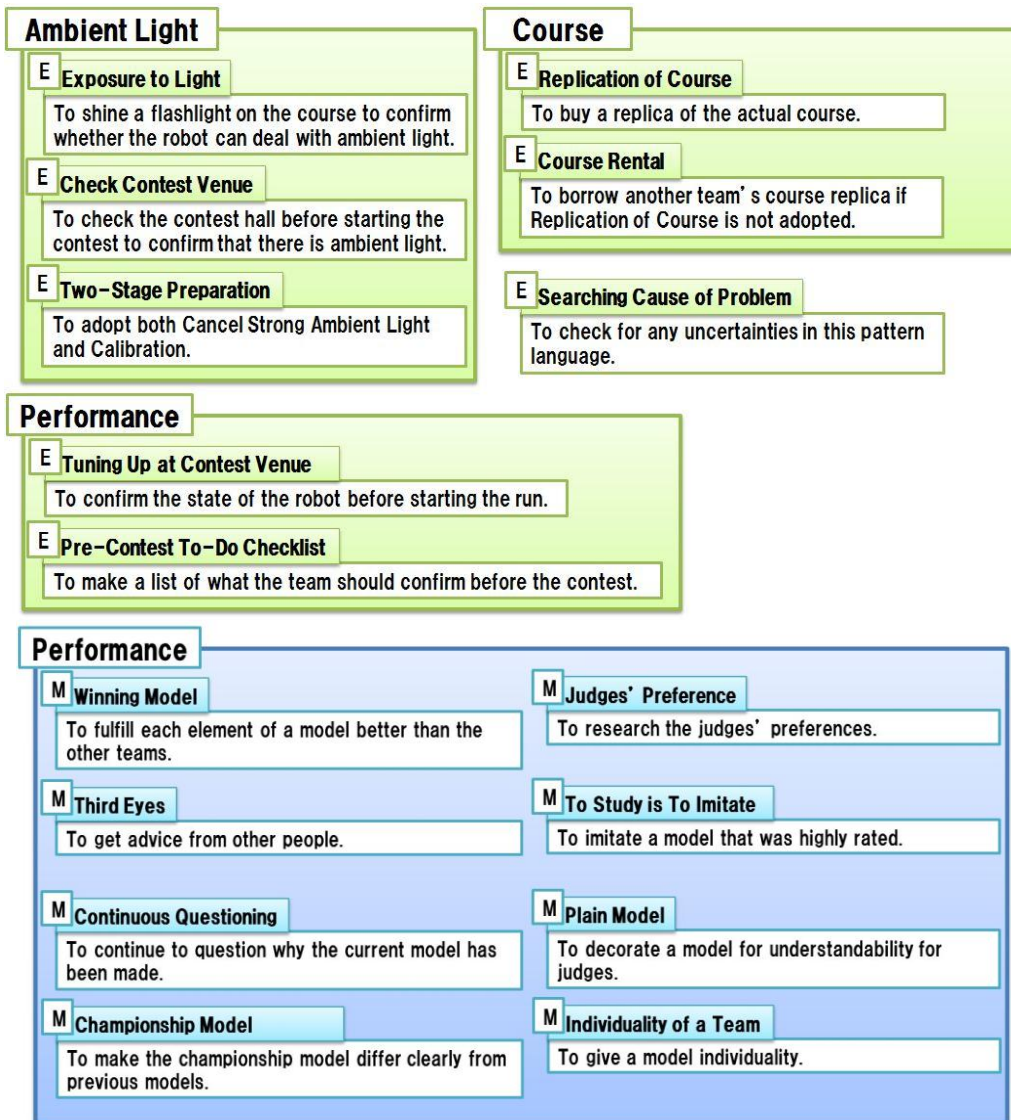 Ambient Light
E Exposure to Light
To shine a flashlight on the course to confirm
whether the robot can deal with ambient light.
E Check Contest Venue
To check the contest hall before starting the
contest to confirm that there is ambient light.
E Two-Stage Preparation
To adopt both Cancel Strong Ambient Light
and Calibration.
Course
E Replication of Course
To buy a replica of the actual course.
E Course Rental
To borrow another team's course replica if
Replication of Course is not adopted.
E Searching Cause of Problem
To check for any uncertainties in this pattern
language.
Performance
E Tuning Up at Contest Venue
To confirm the state of the robot before starting the run.
E Pre-Contest To-Do Checklist
To make a list of what the team should confirm before the contest.
Performance
M Winning Model
To fulfill each element of a model better than the
other teams.
M Third Eyes
To get advice from other people.
M Continuous Questioning
To continue to question why the current model has
been made.
M Championship Model
To make the championship model differ clearly from
previous models.
M Judges' Preference
To research the judges' preferences.
M To Study is To Imitate
To imitate a model that was highly rated.
M Plain Model
To decorate a model for understandability for
judges.
M Individuality of a Team
To give a model individuality.